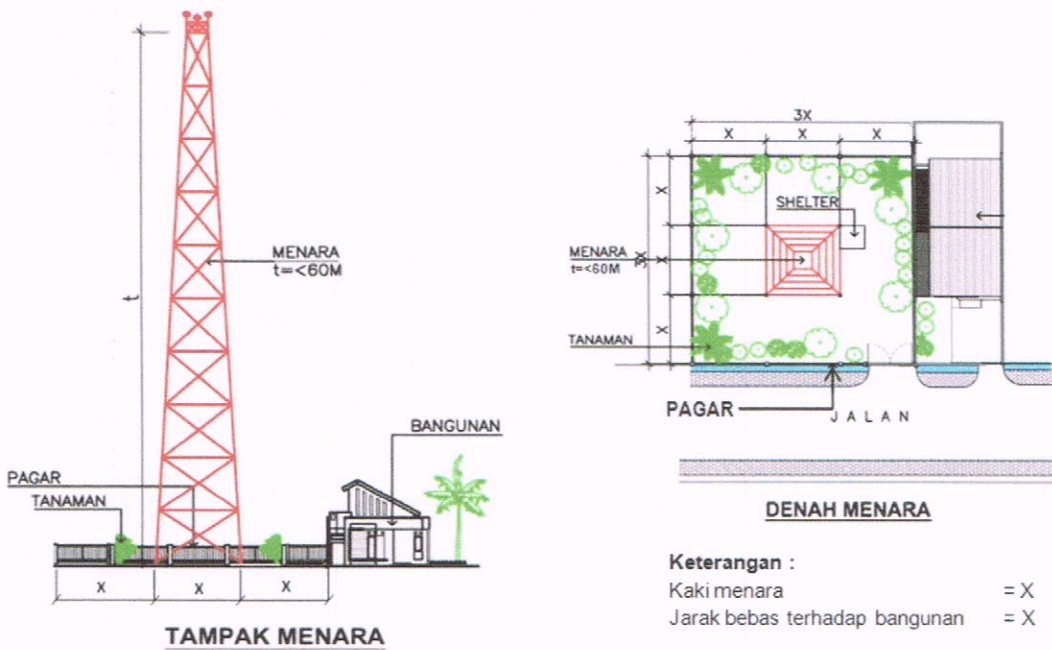 t
MENARA
t=<60M
BANGUNAN
PAGAR
TANAMAN
X X X
TAMPAK MENARA
3X
X X X
X
SHELTER
MENARA
t=<60M
3X
X
X
TANAMAN
PAGAR
JALAN
DENAH MENARA
Keterangan :
Kaki menara = X
Jarak bebas terhadap bangunan = X